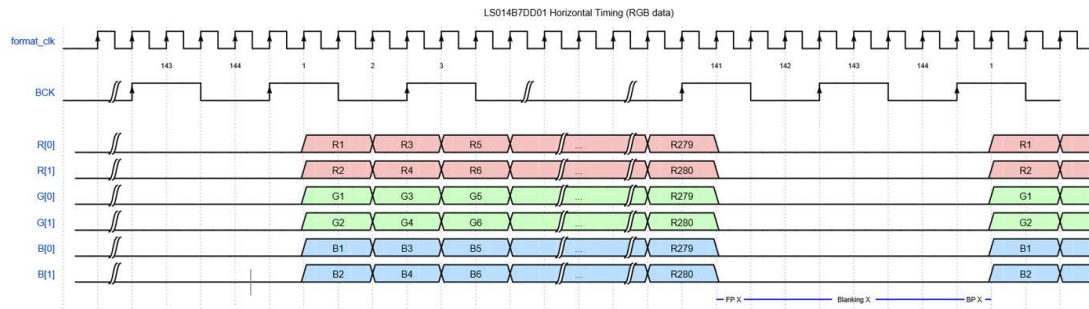 LS014B7DD01 Horizontal Timing (RGB data)
format_clk
143 144 1 2 3 141 142 143 144 1
BCK
R[0] R1 R3 R5 ... R279 R1
R[1] R2 R4 R6 ... R280 R2
G[0] G1 G3 G5 ... R279 G1
G[1] G2 G4 G6 ... R280 G2
B[0] B1 B3 B5 ... R279 B1
B[1] B2 B4 B6 ... R280 B2
FP X Blanking X BP X